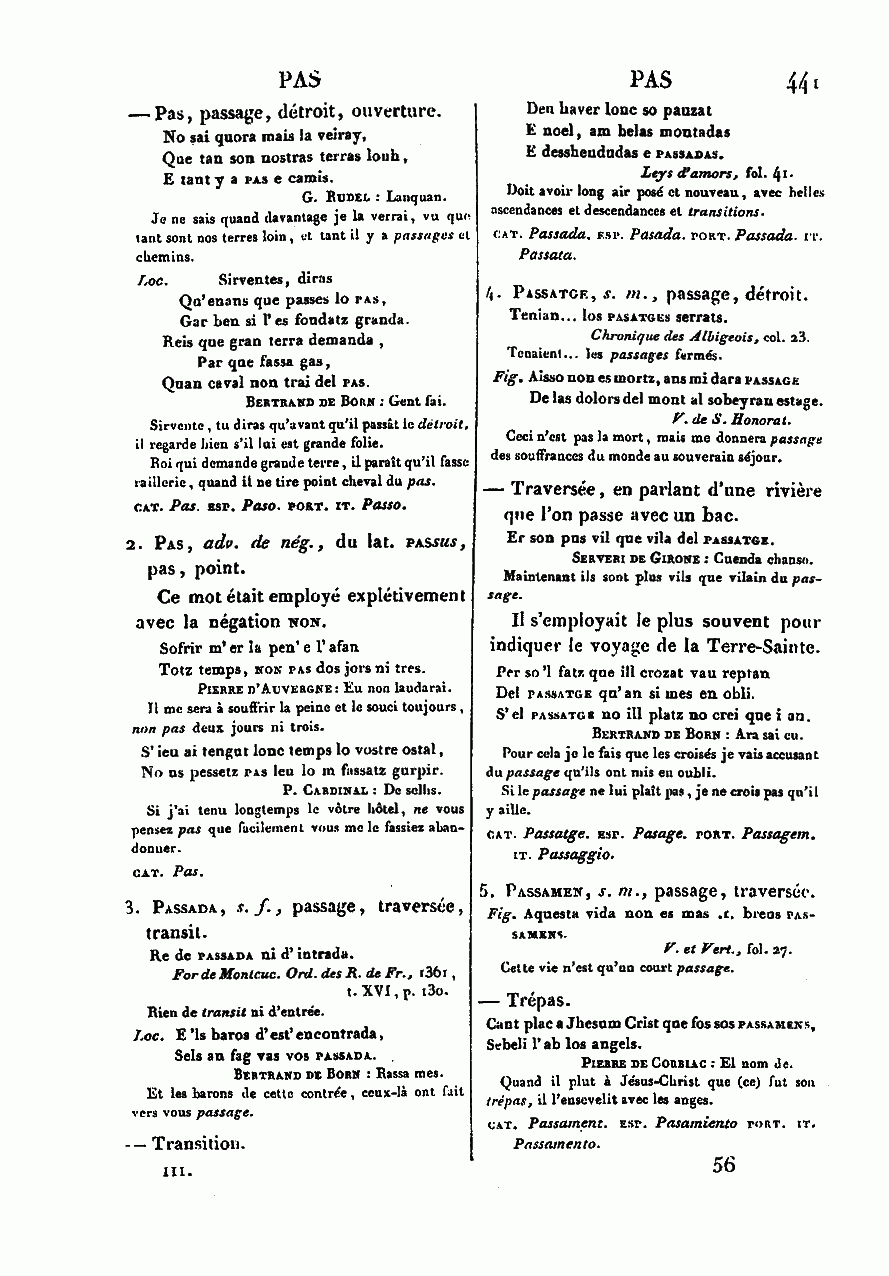 PAS
— Pas, passage, détroit, ouverture.
No sai quora mais la veiray,
Que tan son nostras terras lonh,
E tant y a PAS e camis.
G. RUDEL : Lanquan.
Je ne sais quand davantage je la verrai, vu que
tant sont nos terres loin, et tant il y a passages et
chemins.
Loc. Sirventes, diras
Qu'enans que passes lo PAS,
Gar ben si l'es fondatz granda.
Reis que gran terra demanda,
Par que fassa gas,
Quan caval non trai del PAS.
BERTRAND DE BORN : Gent fai.
Sirvente, tu diras qu'avant qu'il passât le détroit,
il regarde bien s'il lui est grande folie.
Roi qui demande grande terre, il paraît qu'il fasse
raillerie, quand il ne tire point cheval du pas.
CAT. Pas. ESP. Paso. PORT. IT. Passo.
2. PAS, adv. de nég., du lat. PASsus,
pas, point.
Ce mot était employé explétivement
avec la négation NON.
Sofrir m'er la pen'e l'afan
Totz temps, NON PAS dos jors ni tres.
PIERRE D'AUVERGNE : Eu non laudarai.
Il me sera à souffrir la peine et le souci toujours,
non pas deux jours ni trois.
S'ieu ai tengut lonc temps lo vostre ostal,
No us pessetz PAS leu lo m fassatz gurpir.
P. CARDINAL : De selhs.
Si j'ai tenu longtemps le vôtre hôtel, ne vous
pensez pas que facilement vous me le fassiez aban-
donner.
CAT. Pas.
3. PASSADA, s. f., passage, traversée,
transit.
Re de PASSADA ni d'intrada.
For de Montcuc. Ord. des R. de Fr., 1361,
t. XVI, p. 130.
Rien de transit ni d'entrée.
Loc. E'ls baros d'est'encontrada,
Sels an fag vas vos PASSADA.
BERTRAND DE BORN : Rassa mes.
Et les barons de cette contrée, ceux-là ont fait
vers vous passage.
— Transition.
III.
PAS 441
Den haver lonc so pauzat
E noel, am belas montadas
E desshendudas e PASSADAS.
Leys d'amors, fol. 41.
Doit avoir long air posé et nouveau, avec belles
ascendances et descendances et transitions.
CAT. Passada. ESP. Pasada. PORT. Passada. IT.
Passata.
4. PASSATGE, s. m., passage, détroit.
Tenian... los PASATGES serrats.
Chronique des Albigeois, col. 23.
Tenaient... les passages fermés.
Fig. Aisso non es mortz, ans mi dara PASSAGE
De las dolors del mont al sobeyran estage.
V. de S. Honorat.
Ceci n'est pas la mort, mais me donnera passage
des souffrances du monde au souverain séjour.
— Traversée, en parlant d'une rivière
que l'on passe avec un bac.
Er son pus vil que vila del PASSATGE.
SERVERI DE GIRONE : Cuenda chanso.
Maintenant ils sont plus vils que vilain du pas-
sage.
Il s'employait le plus souvent pour
indiquer le voyage de la Terre-Sainte.
Per so'l fatz que ill crozat vau reptan
Del PASSATGE qu'an si mes en obli.
S'el PASSATGE no ill platz no crei que i an.
BERTRAND DE BORN : Ara sai eu.
Pour cela je le fais que les croisés je vais accusant
du passage qu'ils ont mis en oubli.
Si le passage ne lui plaît pas, je ne crois pas qu'il
y aille.
CAT. Passatge. ESP. Pasage. PORT. Passagem.
IT. Passaggio.
5. PASSAMEN, s. m., passage, traversée.
Fig. Aquesta vida non es mas .I. breus PAS-
SAMENS.
V. et Vert., fol. 27.
Cette vie n'est qu'un court passage.
— Trépas.
Cant plac a Jhesum Crist que fos sos PASSAMENS,
Sebeli l'ab los angels.
PIERRE DE CORBIAC : El nom de.
Quand il plut à Jésus-Christ que (ce) fut son
trépas, il l'ensevelit avec les anges.
CAT. Passament. ESP. Pasamiento PORT. IT.
Passamento.
56